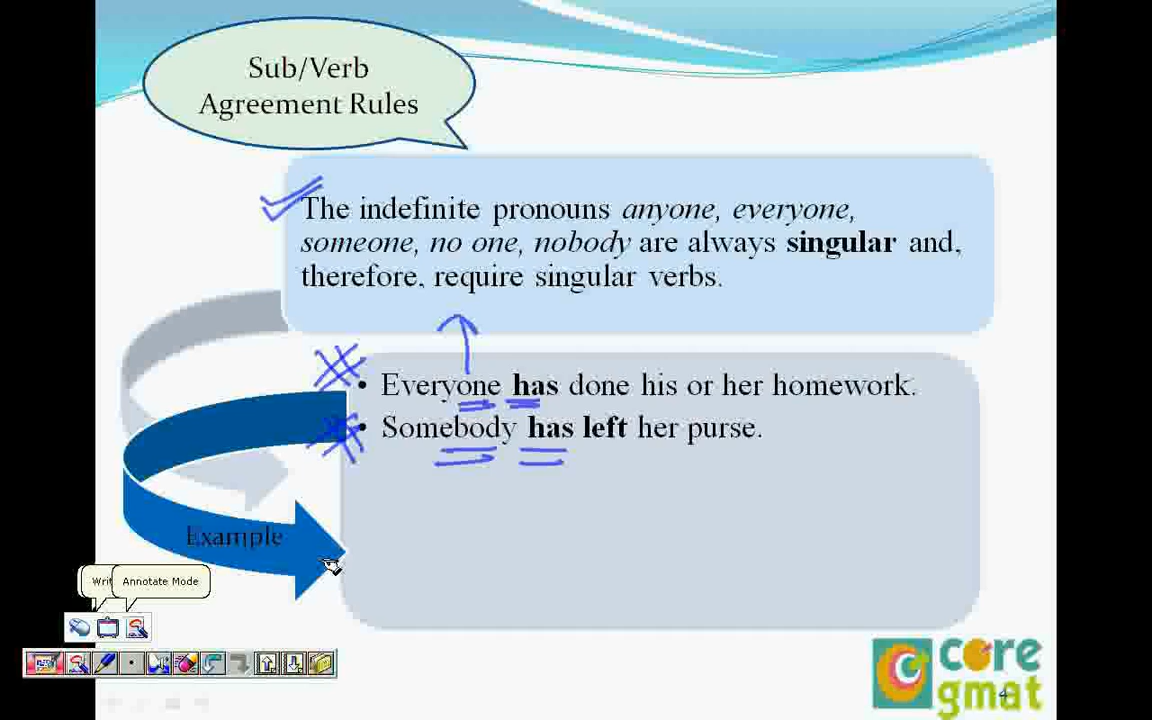 Sub/Verb
Agreement Rules
The indefinite pronouns anyone, everyone,
someone, no one, nobody are always singular and,
therefore, require singular verbs.
• Everyone has done his or her homework.
• Somebody has left her purse.
Example
Writ Annotate Mode
core
gmat
4